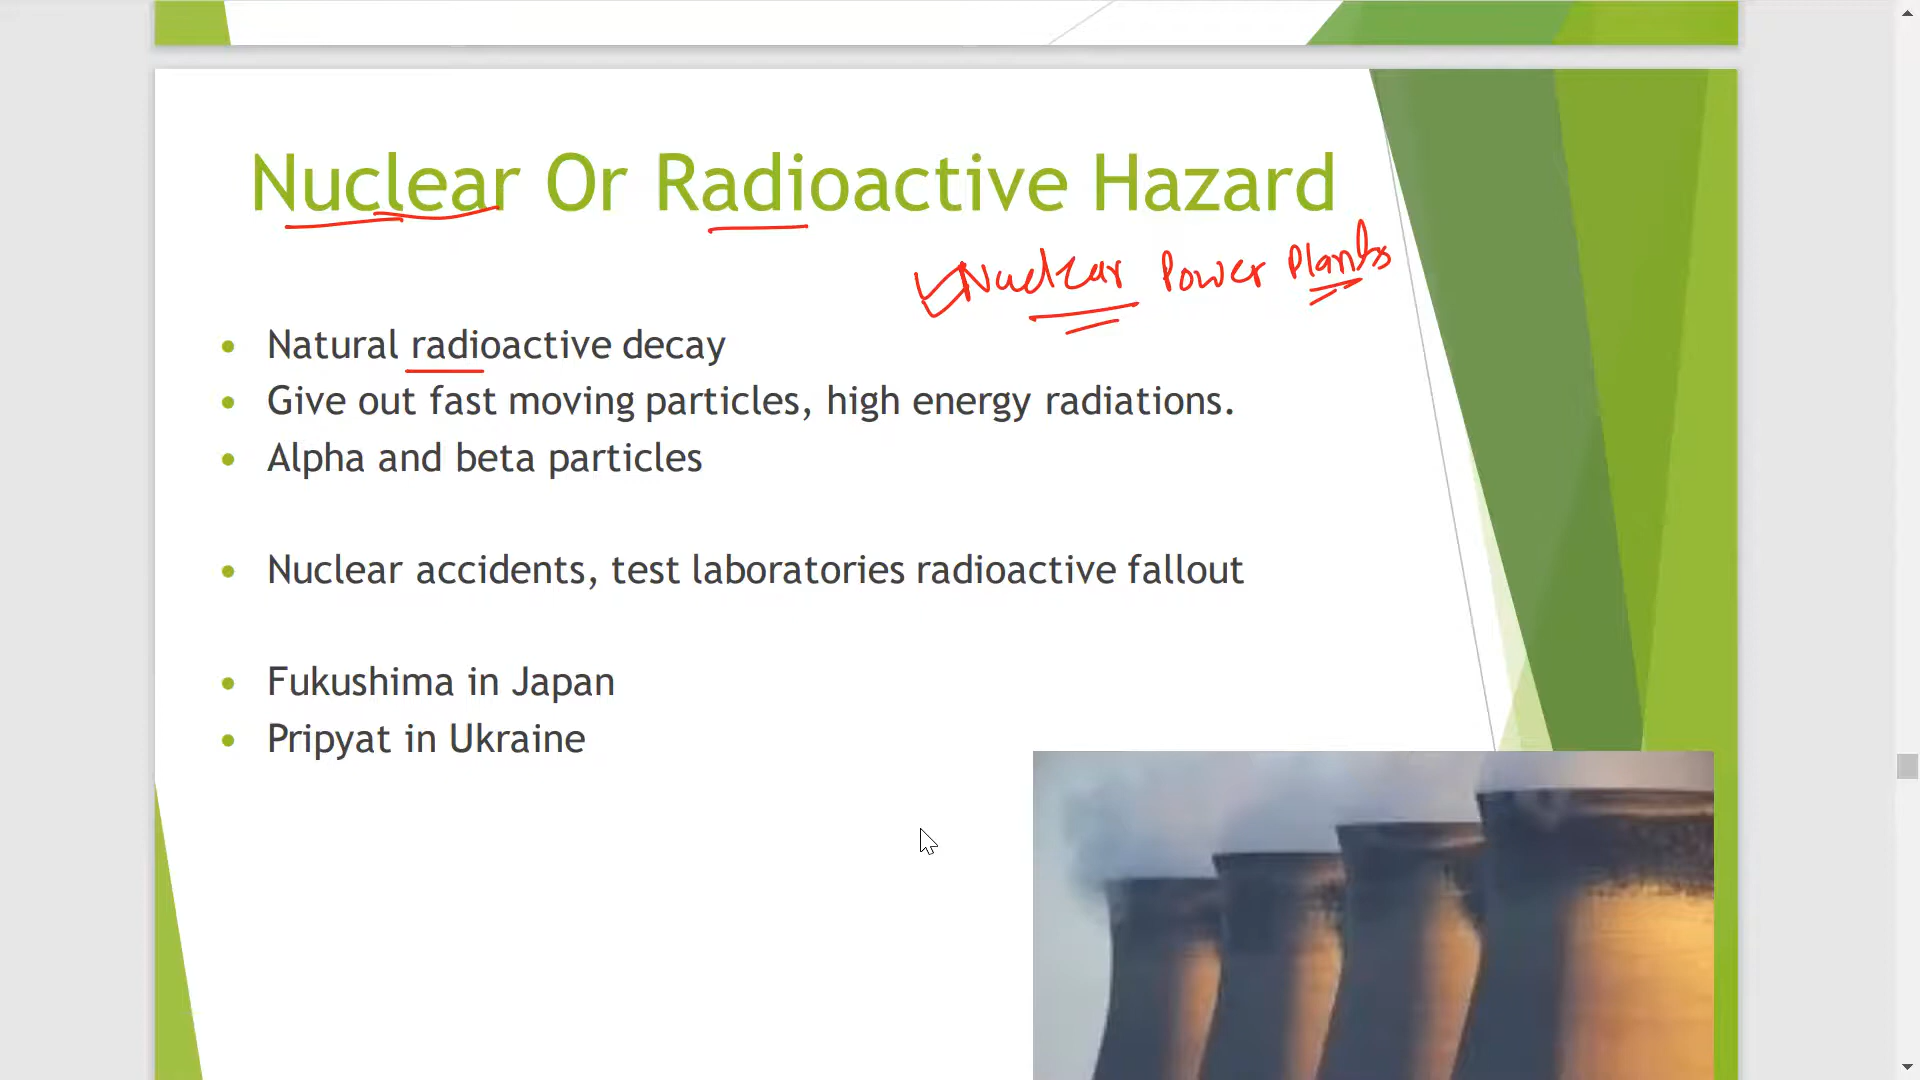 Nuclear Or Radioactive Hazard
Nuclear Power Plants
Natural radioactive decay
Give out fast moving particles, high energy radiations.
Alpha and beta particles
Nuclear accidents, test laboratories radioactive fallout
Fukushima in Japan
Pripyat in Ukraine